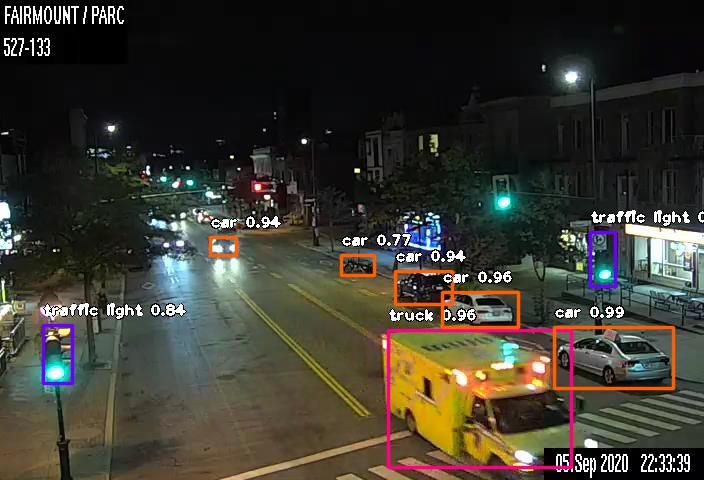 FAIRMOUNT / PARC
527-133
car 0.94
car 0.77
traffic light 0
car 0.94
car 0.96
traffic light 0.84
truck 0.96
car 0.99
05 Sep 2020 22:33:39